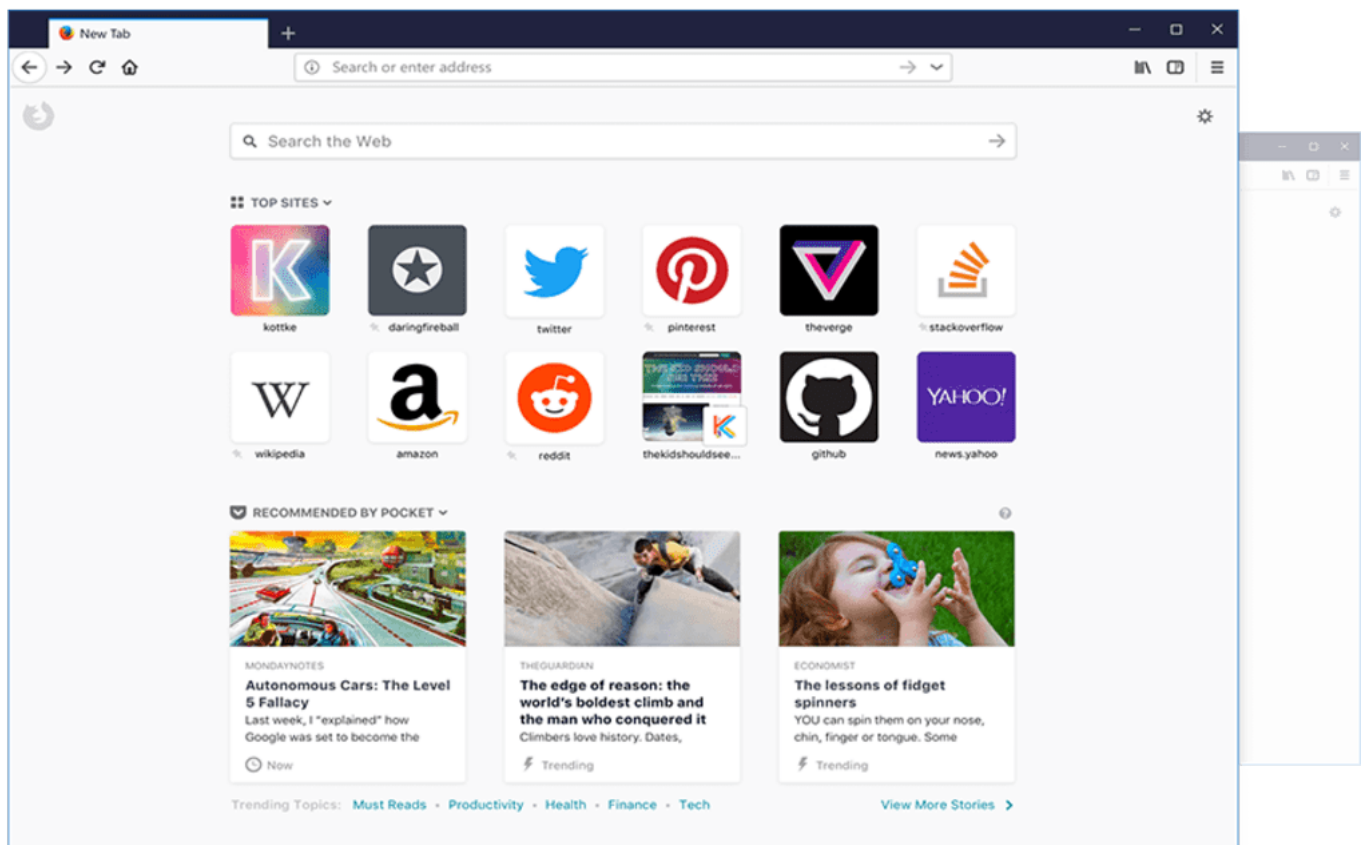 New Tab
Search or enter address
Search the Web
TOP SITES
K
P
kottke
daringfireball
twitter
pinterest
theverge
stackoverflow
W
a
THE KID SHOULD
SEE THIS
K
YAHOO!
wikipedia
amazon
reddit
thekidshouldsee...
github
news.yahoo
RECOMMENDED BY POCKET
MONDAYNOTES
Autonomous Cars: The Level
5 Fallacy
Last week, I "explained" how
Google was set to become the
Now
THEGUARDIAN
The edge of reason: the
world's boldest climb and
the man who conquered it
Climbers love history. Dates,
Trending
ECONOMIST
The lessons of fidget
spinners
YOU can spin them on your nose,
chin, finger or tongue. Some
Trending
Trending Topics: Must Reads • Productivity • Health • Finance • Tech
View More Stories